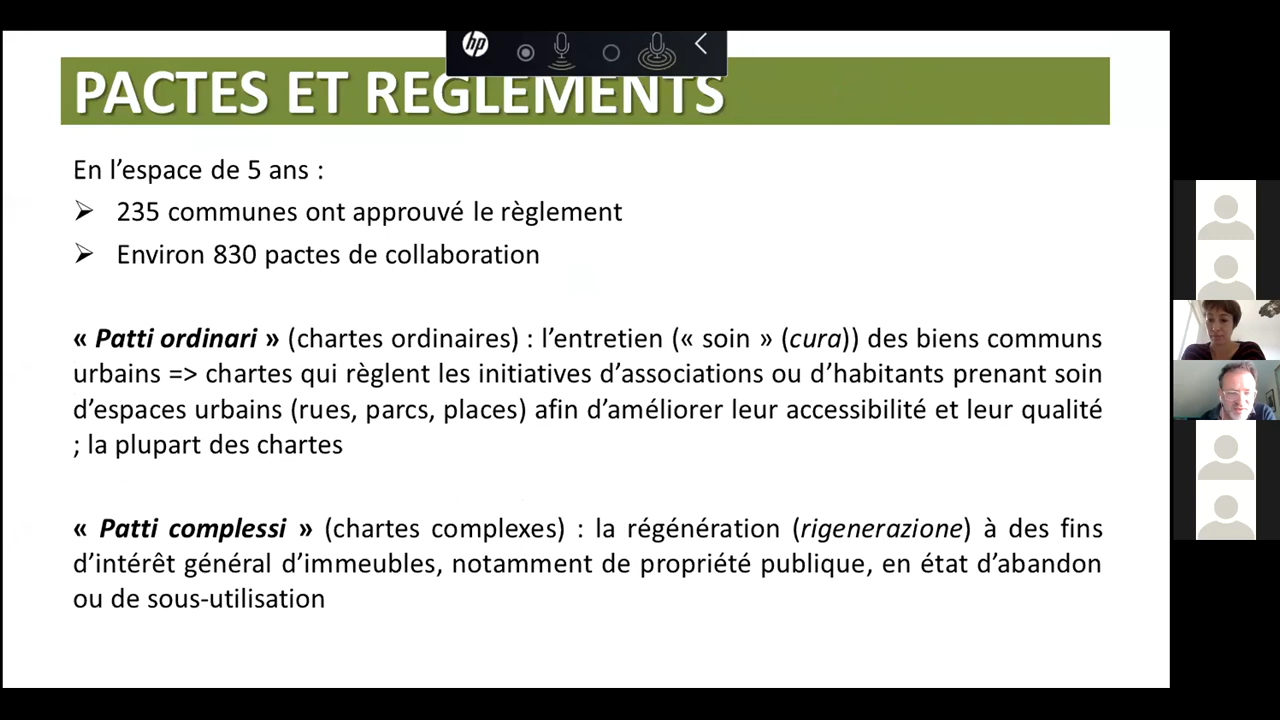 hp
PACTES ET REGLEMENTS
En l’espace de 5 ans :
235 communes ont approuvé le règlement
Environ 830 pactes de collaboration
« Patti ordinari » (chartes ordinaires) : l’entretien (« soin » (cura)) des biens communs
urbains => chartes qui règlent les initiatives d’associations ou d’habitants prenant soin
d’espaces urbains (rues, parcs, places) afin d’améliorer leur accessibilité et leur qualité
; la plupart des chartes
« Patti complessi » (chartes complexes) : la régénération (rigenerazione) à des fins
d’intérêt général d’immeubles, notamment de propriété publique, en état d’abandon
ou de sous-utilisation